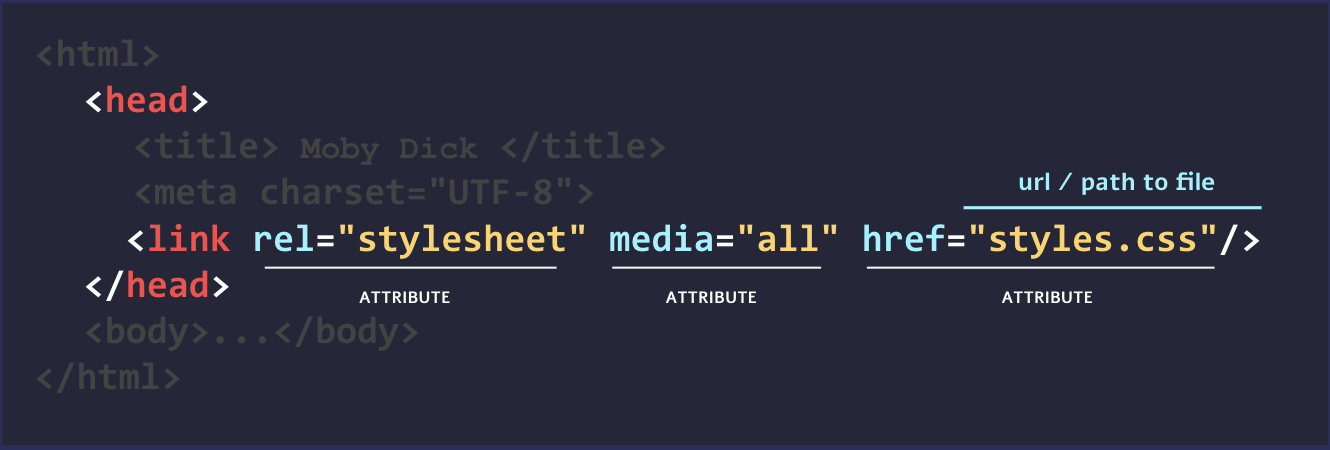 <html>
<head>
<title> Moby Dick </title>
<meta charset="UTF-8">
url / path to file
<link rel="stylesheet" media="all" href="styles.css"/>
</head>
ATTRIBUTE ATTRIBUTE ATTRIBUTE
<body>...</body>
</html>